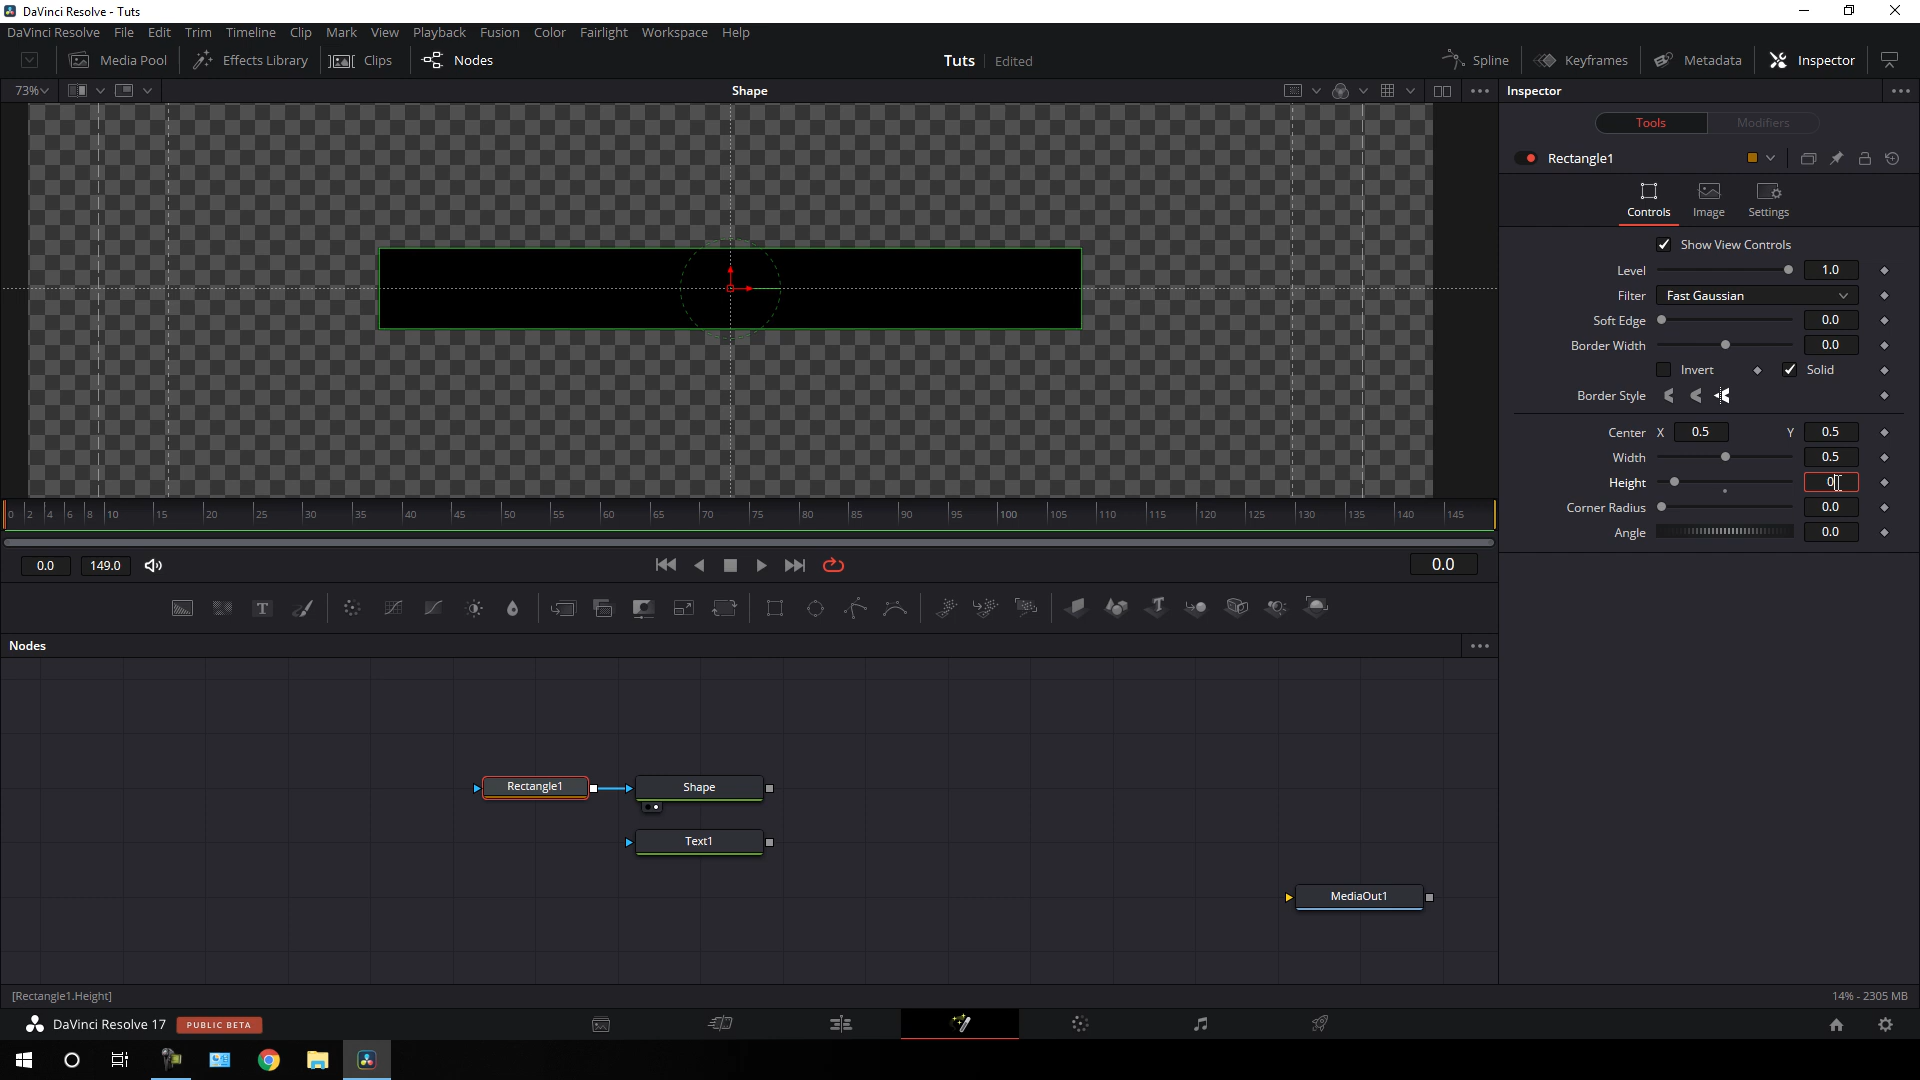 DaVinci Resolve - Tuts
DaVinci Resolve File Edit Trim Timeline Clip Mark View Playback Fusion Color Fairlight Workspace Help
Media Pool Effects Library Clips Nodes Tuts Edited Spline Keyframes Metadata Inspector
73% Shape Inspector
Tools Modifiers
Rectangle1
Controls Image Settings
Show View Controls
Level 1.0
Filter Fast Gaussian
Soft Edge 0.0
Border Width 0.0
Invert Solid
Border Style
Center X 0.5 Y 0.5
Width 0.5
Height 0
Corner Radius 0.0
Angle 0.0
0 2 4 6 8 10 15 20 25 30 35 40 45 50 55 60 65 70 75 80 85 90 95 100 105 110 115 120 125 130 135 140 145
0.0 149.0 0.0
T T
Nodes
Rectangle1 Shape
Text1
MediaOut1
[Rectangle1.Height] 14% - 2305 MB
DaVinci Resolve 17 PUBLIC BETA